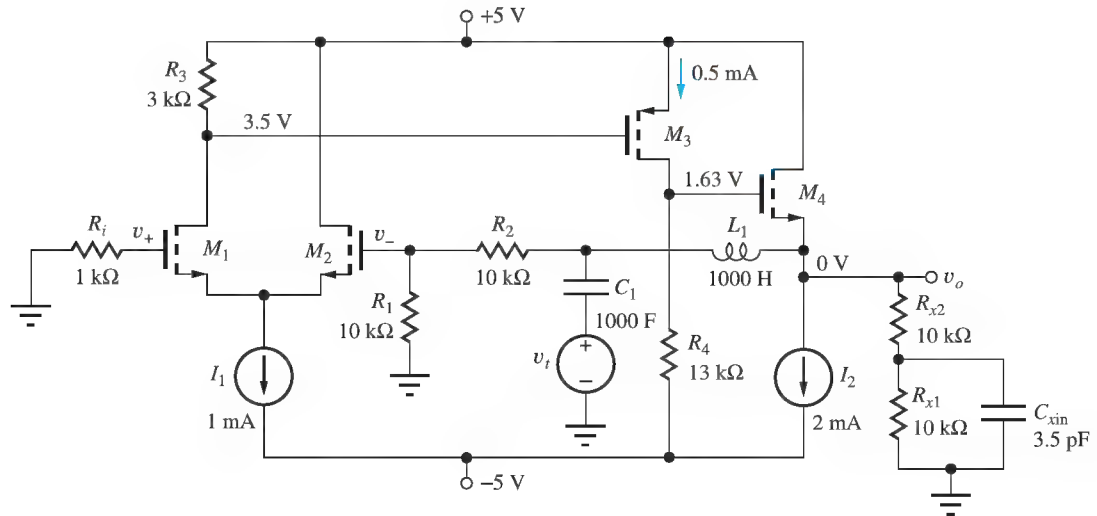 +5 V
R3
3 kΩ
0.5 mA
3.5 V
M3
1.63 V
M4
Ri
v+
1 kΩ
M1
M2
v−
R2
10 kΩ
L1
1000 H
0 V
vo
R1
10 kΩ
C1
1000 F
vt
+
−
R4
13 kΩ
Rx2
10 kΩ
I1
1 mA
I2
2 mA
Rx1
10 kΩ
Cxin
3.5 pF
−5 V